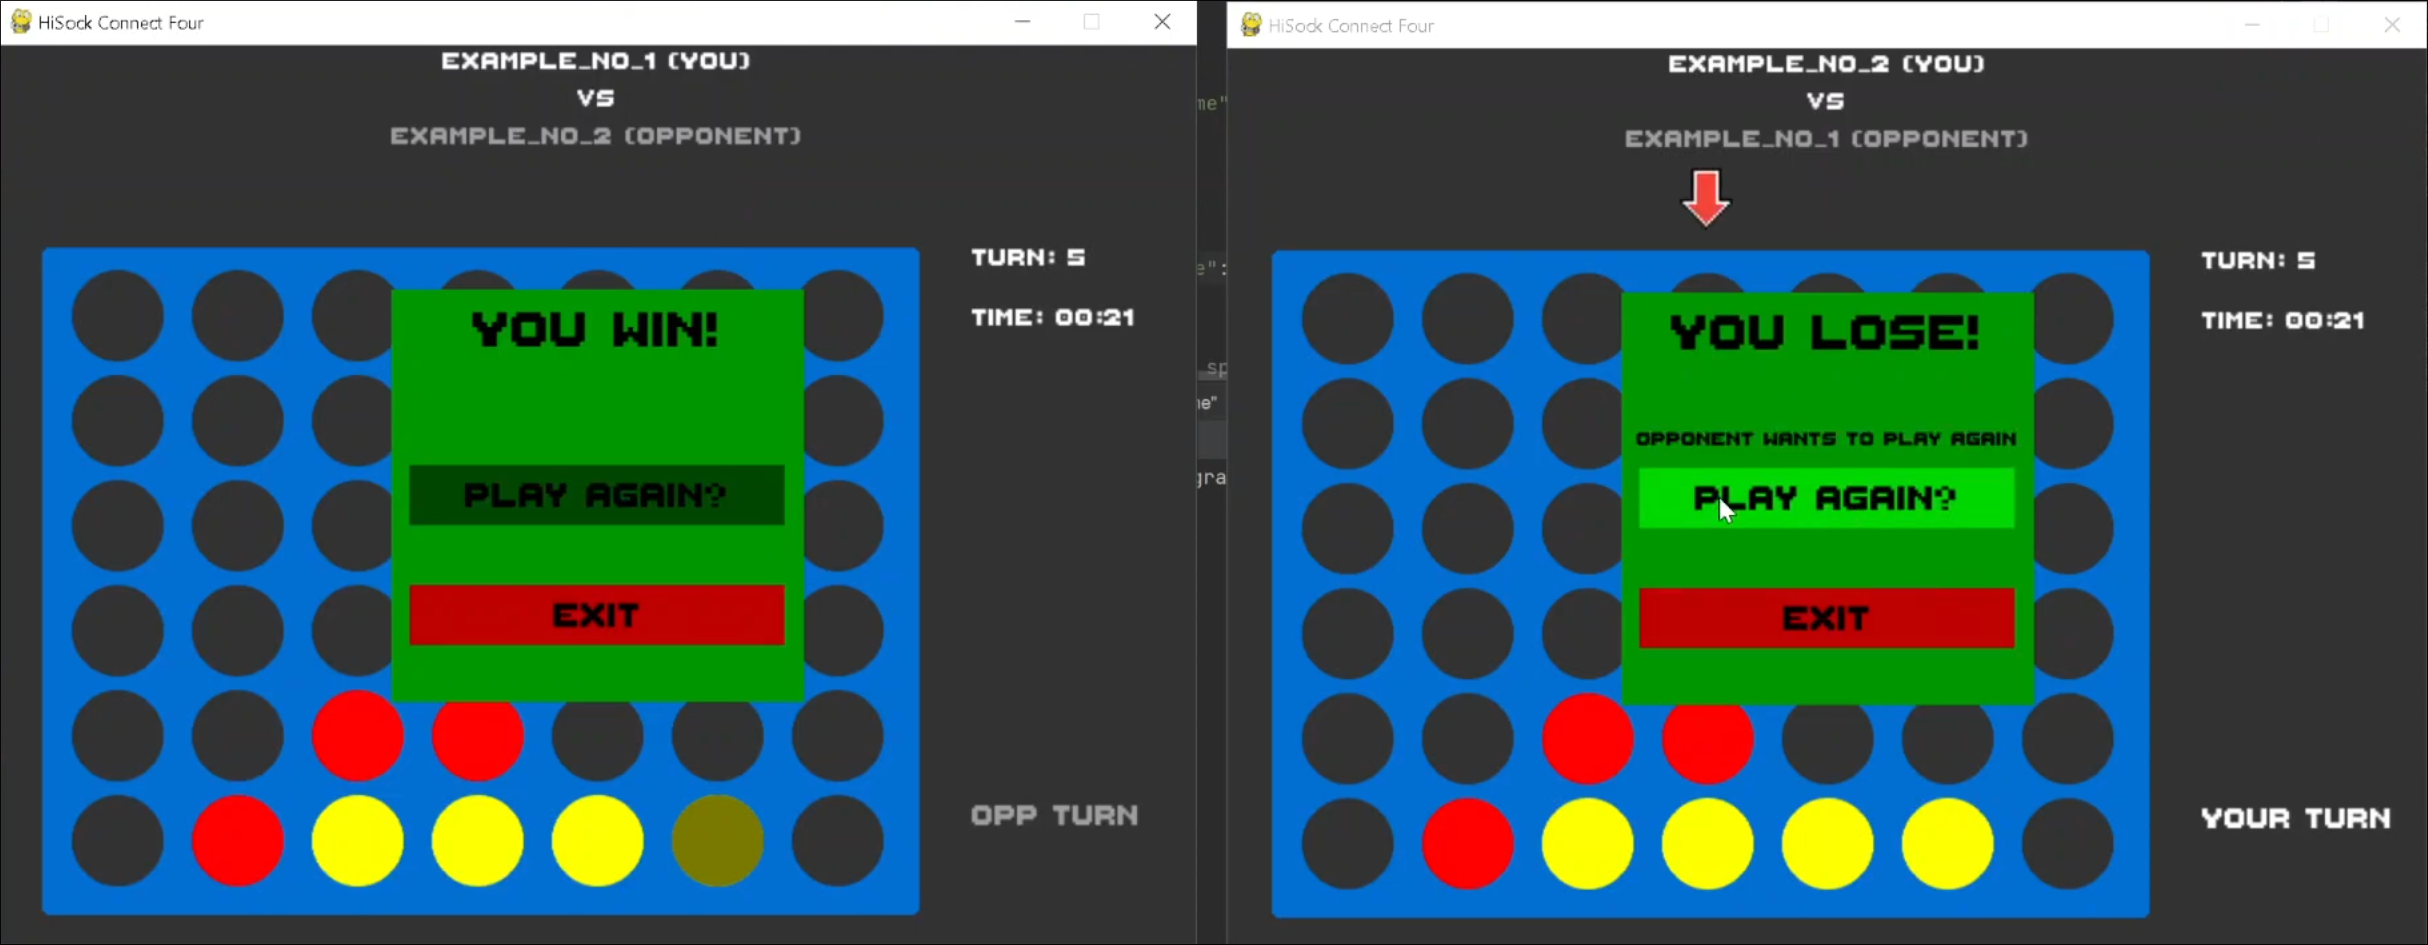 HiSock Connect Four
EXAMPLE_NO_1 (YOU)
VS
EXAMPLE_NO_2 (OPPONENT)
TURN: 5
TIME: 00:21
YOU WIN!
PLAY AGAIN?
EXIT
OPP TURN
me"
e":
sp
me"
gra
HiSock Connect Four
EXAMPLE_NO_2 (YOU)
VS
EXAMPLE_NO_1 (OPPONENT)
TURN: 5
TIME: 00:21
YOU LOSE!
OPPONENT WANTS TO PLAY AGAIN
PLAY AGAIN?
EXIT
YOUR TURN